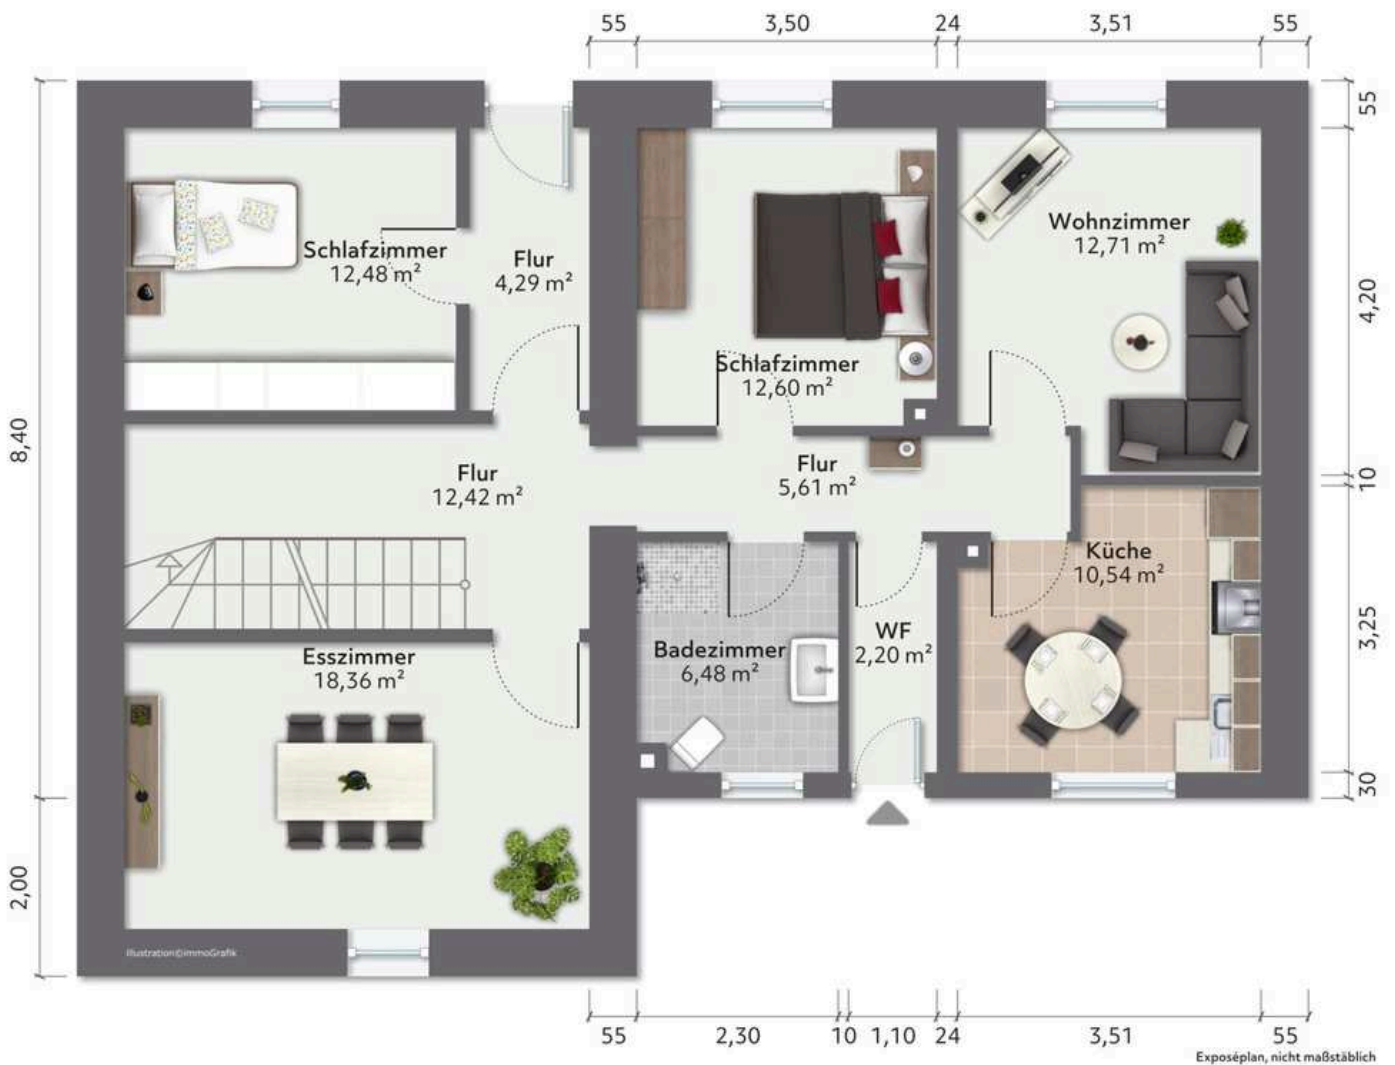 55
3,50
24
3,51
55
55
Schlafzimmer
12,48 m²
Flur
4,29 m²
Wohnzimmer
12,71 m²
4,20
Schlafzimmer
12,60 m²
8,40
Flur
12,42 m²
Flur
5,61 m²
10
Küche
10,54 m²
Esszimmer
18,36 m²
Badezimmer
6,48 m²
WF
2,20 m²
3,25
30
2,00
Illustration©immoGrafik
55
2,30
10
1,10
24
3,51
55
Exposéplan, nicht maßstäblich